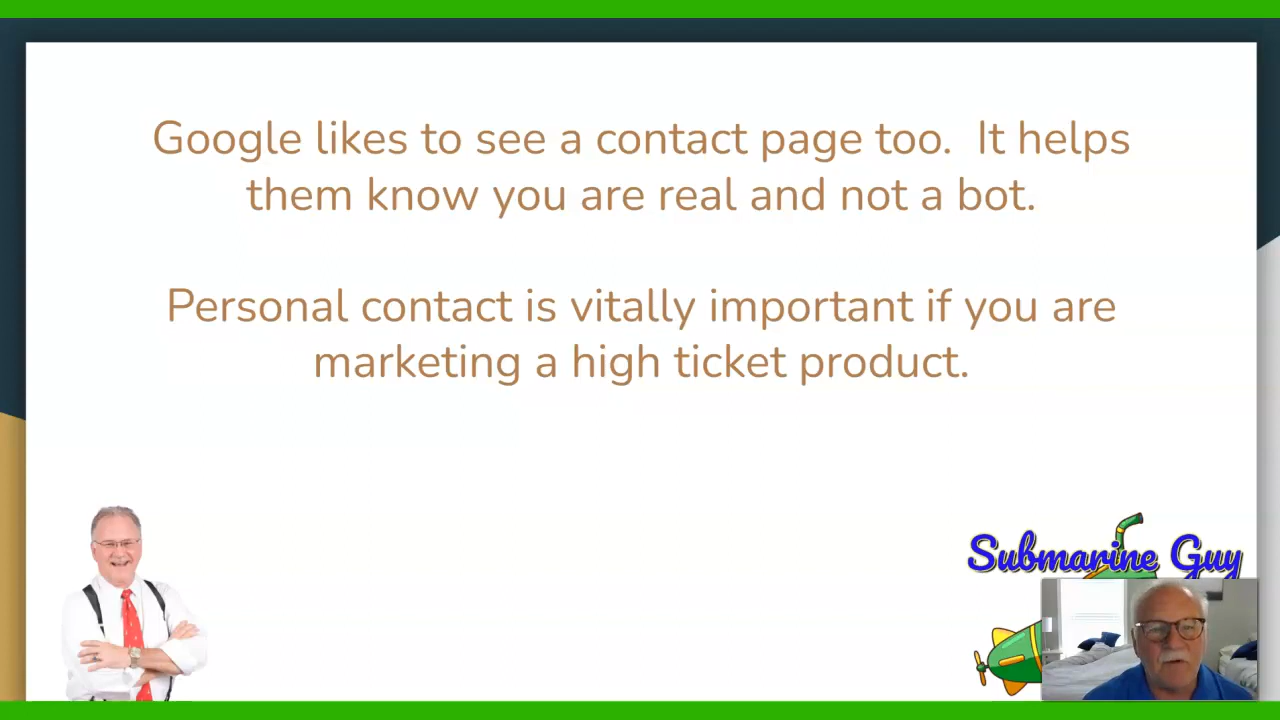 Google likes to see a contact page too.  It helps
them know you are real and not a bot.
Personal contact is vitally important if you are
marketing a high ticket product.
Submarine Guy